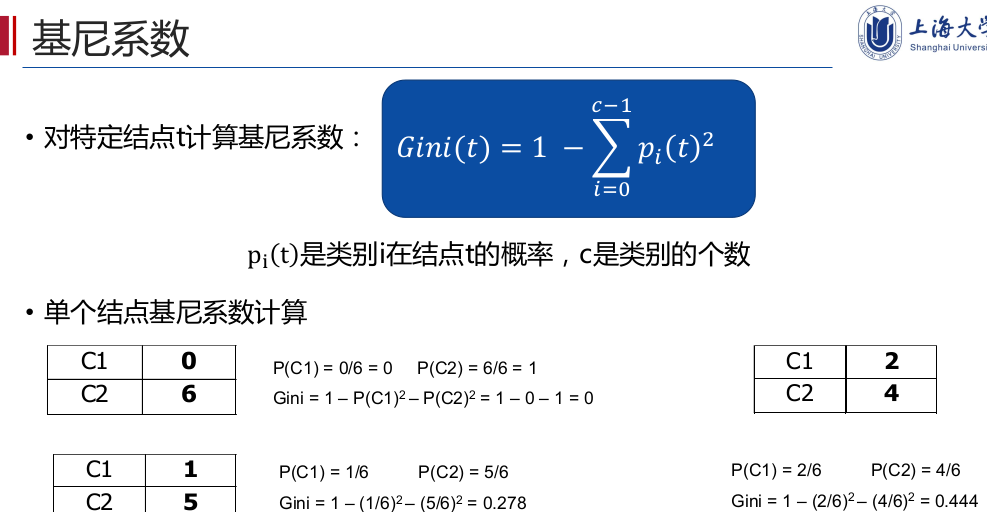 基尼系数
上海大学
Shanghai Universi
• 对特定结点t计算基尼系数：
Gini(t) = 1 − ∑_{i=0}^{c−1} p_i(t)²
p_i(t)是类别i在结点t的概率，c是类别的个数
• 单个结点基尼系数计算
C1 0
C2 6
P(C1) = 0/6 = 0 P(C2) = 6/6 = 1
Gini = 1 – P(C1)² – P(C2)² = 1 – 0 – 1 = 0
C1 2
C2 4
C1 1
C2 5
P(C1) = 1/6 P(C2) = 5/6
Gini = 1 – (1/6)² – (5/6)² = 0.278
P(C1) = 2/6 P(C2) = 4/6
Gini = 1 – (2/6)² – (4/6)² = 0.444